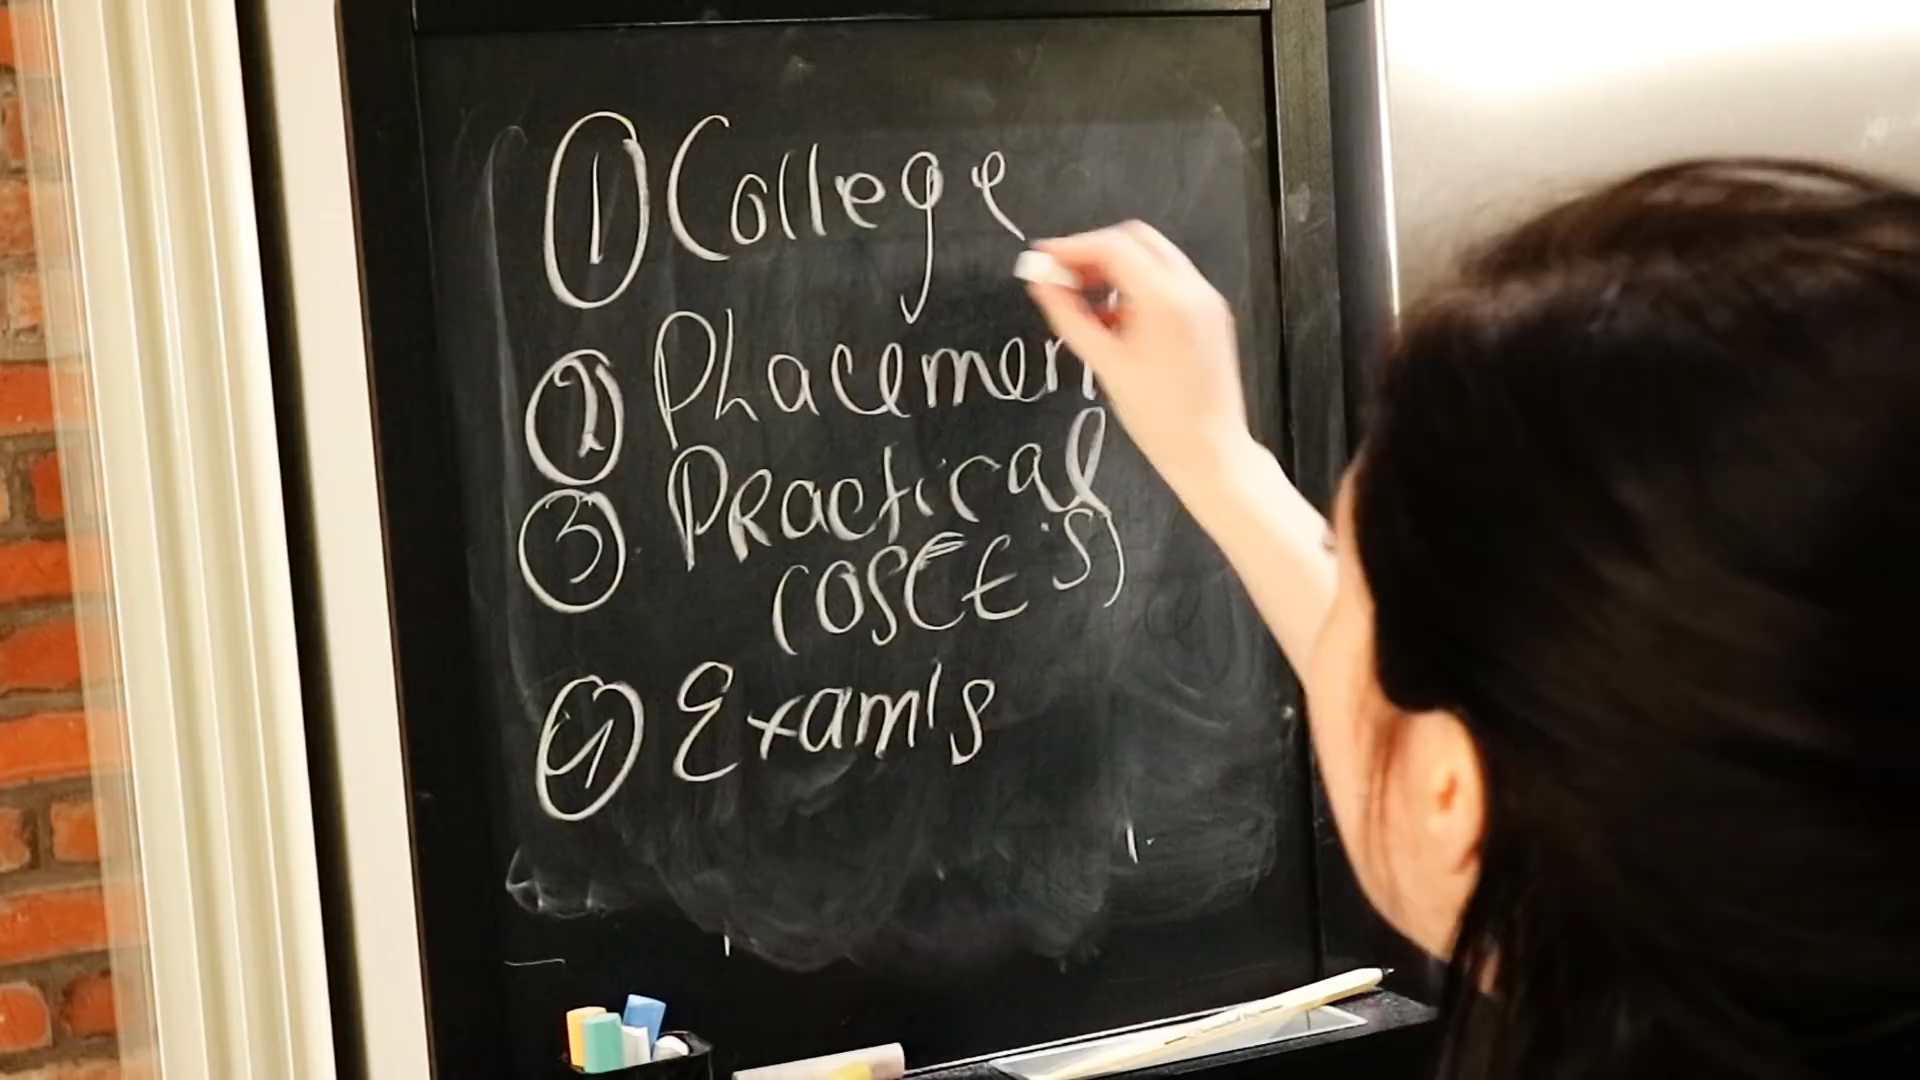 1 College
2 Placemen
3 Practical
(OSCE's)
4 Exam's